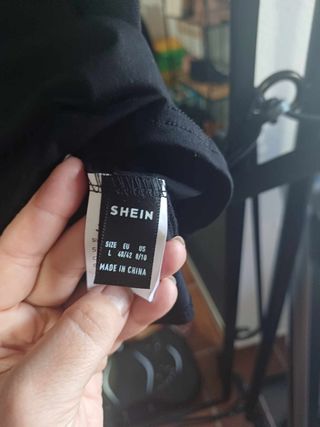 SHEIN
SIZE EU US
L 40/42 8/10
MADE IN CHINA